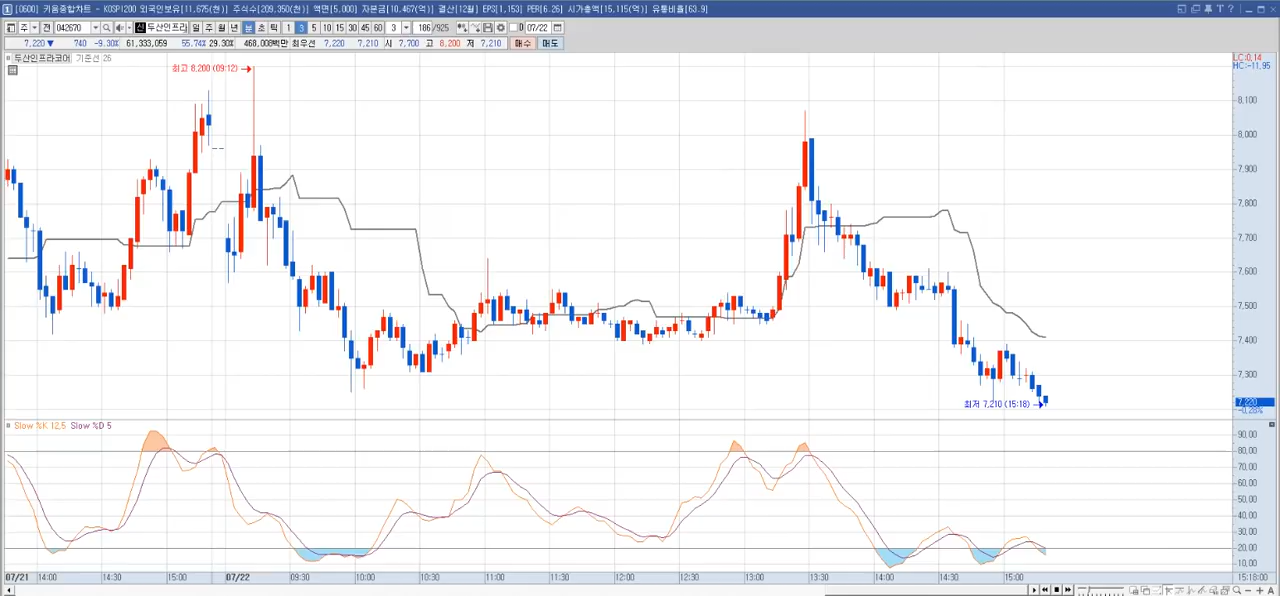 [0600] 키움종합차트 - KOSPI200 외국인보유[11,675(천)] 주식수[209,350(천)] 액면[5,000] 자본금[10,467(억)] 결산[12월] EPS[1,153] PER[6.26] 시가총액[15,115(억)] 유통비율[63.9]
주 전 042670 신 두산인프라 일 주 월 년 분 초 틱 1 3 5 10 15 30 45 60 3 186/925 07/22
7,220 ▼ 740 -9.30% 61,333,059 55.74% 29.30% 468,008백만 최우선 7,220 7,210 시 7,700 고 8,200 저 7,210 매수 매도
두산인프라코어 기준선 26
LC:0.14
HC:-11.95
최고 8,200 (09:12)
8,100
8,000
7,900
7,800
7,700
7,600
7,500
7,400
7,300
최저 7,210 (15:18)
7,220
-0.28%
Slow %K 12,5 Slow %D 5
90.00
80.00
70.00
60.00
50.00
40.00
30.00
20.00
10.00
07/21 14:00 14:30 15:00 07/22 09:30 10:00 10:30 11:00 11:30 12:00 12:30 13:00 13:30 14:00 14:30 15:00 15:18:00